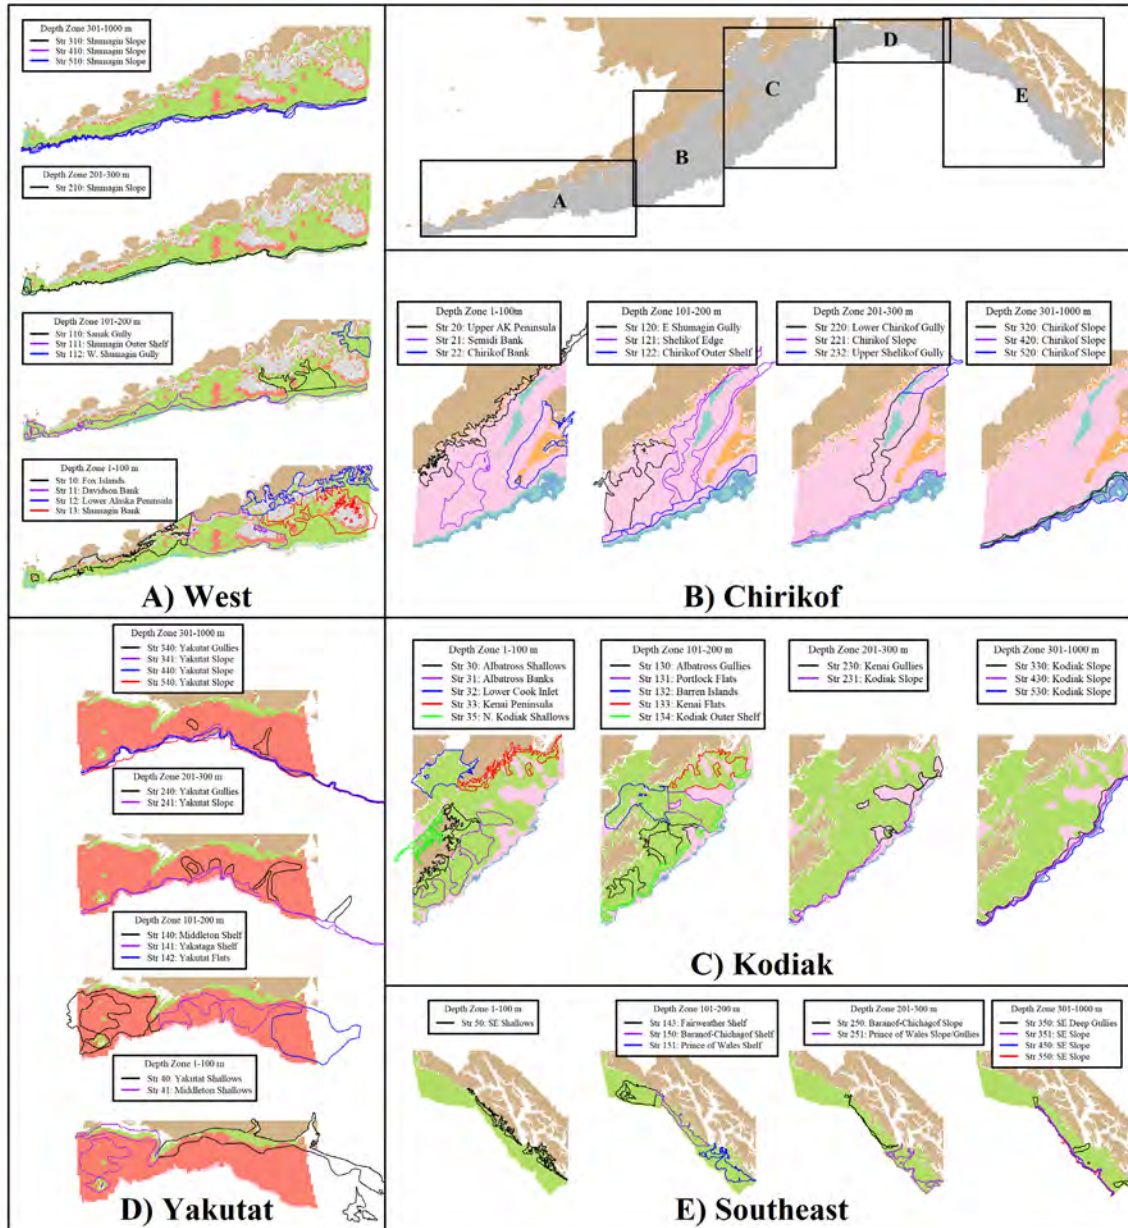 Depth Zone 301-1000 m
Str 310: Shumagin Slope
Str 410: Shumagin Slope
Str 510: Shumagin Slope
Depth Zone 201-300 m
Str 210: Shumagin Slope
Depth Zone 101-200 m
Str 110: Sanak Gully
Str 111: Shumagin Outer Shelf
Str 112: W. Shumagin Gully
Depth Zone 1-100 m
Str 10: Fox Islands
Str 11: Davidson Bank
Str 12: Lower Alaska Peninsula
Str 13: Shumagin Bank
A) West
A
B
C
D
E
Depth Zone 1-100m
Str 20: Upper AK Peninsula
Str 21: Semidi Bank
Str 22: Chirikof Bank
Depth Zone 101-200 m
Str 120: E Shumagin Gully
Str 121: Shelikof Edge
Str 122: Chirikof Outer Shelf
Depth Zone 201-300 m
Str 220: Lower Chirikof Gully
Str 221: Chirikof Slope
Str 232: Upper Shelikof Gully
Depth Zone 301-1000 m
Str 320: Chirikof Slope
Str 420: Chirikof Slope
Str 520: Chirikof Slope
B) Chirikof
Depth Zone 1-100 m
Str 30: Albatross Shallows
Str 31: Albatross Banks
Str 32: Lower Cook Inlet
Str 33: Kenai Peninsula
Str 35: N. Kodiak Shallows
Depth Zone 101-200 m
Str 130: Albatross Gullies
Str 131: Portlock Flats
Str 132: Barren Islands
Str 133: Kenai Flats
Str 134: Kodiak Outer Shelf
Depth Zone 201-300 m
Str 230: Kenai Gullies
Str 231: Kodiak Slope
Depth Zone 301-1000 m
Str 330: Kodiak Slope
Str 430: Kodiak Slope
Str 530: Kodiak Slope
C) Kodiak
Depth Zone 301-1000 m
Str 340: Yakutat Gullies
Str 341: Yakutat Slope
Str 440: Yakutat Slope
Str 540: Yakutat Slope
Depth Zone 201-300 m
Str 240: Yakutat Gullies
Str 241: Yakutat Slope
Depth Zone 101-200 m
Str 140: Middleton Shelf
Str 141: Yakataga Shelf
Str 142: Yakutat Flats
Depth Zone 1-100 m
Str 40: Yakutat Shallows
Str 41: Middleton Shallows
D) Yakutat
Depth Zone 1-100 m
Str 50: SE Shallows
Depth Zone 101-200 m
Str 143: Fairweather Shelf
Str 150: Baranof-Chichagof Shelf
Str 151: Prince of Wales Shelf
Depth Zone 201-300 m
Str 250: Baranof-Chichagof Slope
Str 251: Prince of Wales Slope/Gullies
Depth Zone 301-1000 m
Str 350: SE Deep Gullies
Str 351: SE Slope
Str 450: SE Slope
Str 550: SE Slope
E) Southeast